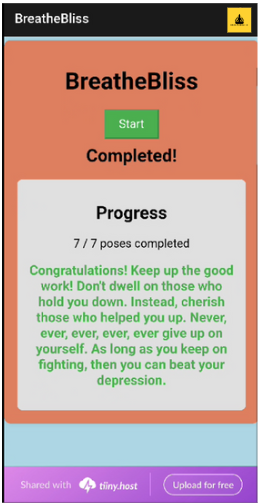 BreatheBliss
BreatheBliss
Start
Completed!
Progress
7 / 7 poses completed
Congratulations! Keep up the good
work! Don't dwell on those who
hold you down. Instead, cherish
those who helped you up. Never,
ever, ever, ever, ever give up on
yourself. As long as you keep on
fighting, then you can beat your
depression.
Shared with tiiny.host Upload for free